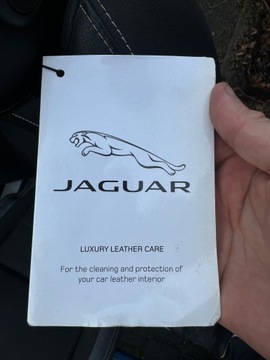 JAGUAR
LUXURY LEATHER CARE
For the cleaning and protection of
your car leather interior